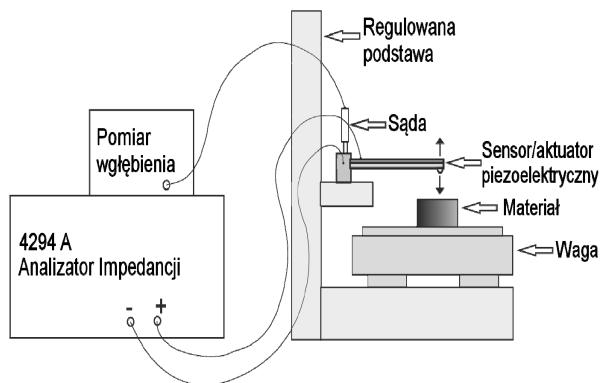 Regulowana
podstawa
Sąda
Pomiar
wgłębienia
Sensor/aktuator
piezoelektryczny
Materiał
4294 A
Analizator Impedancji
Waga
- +